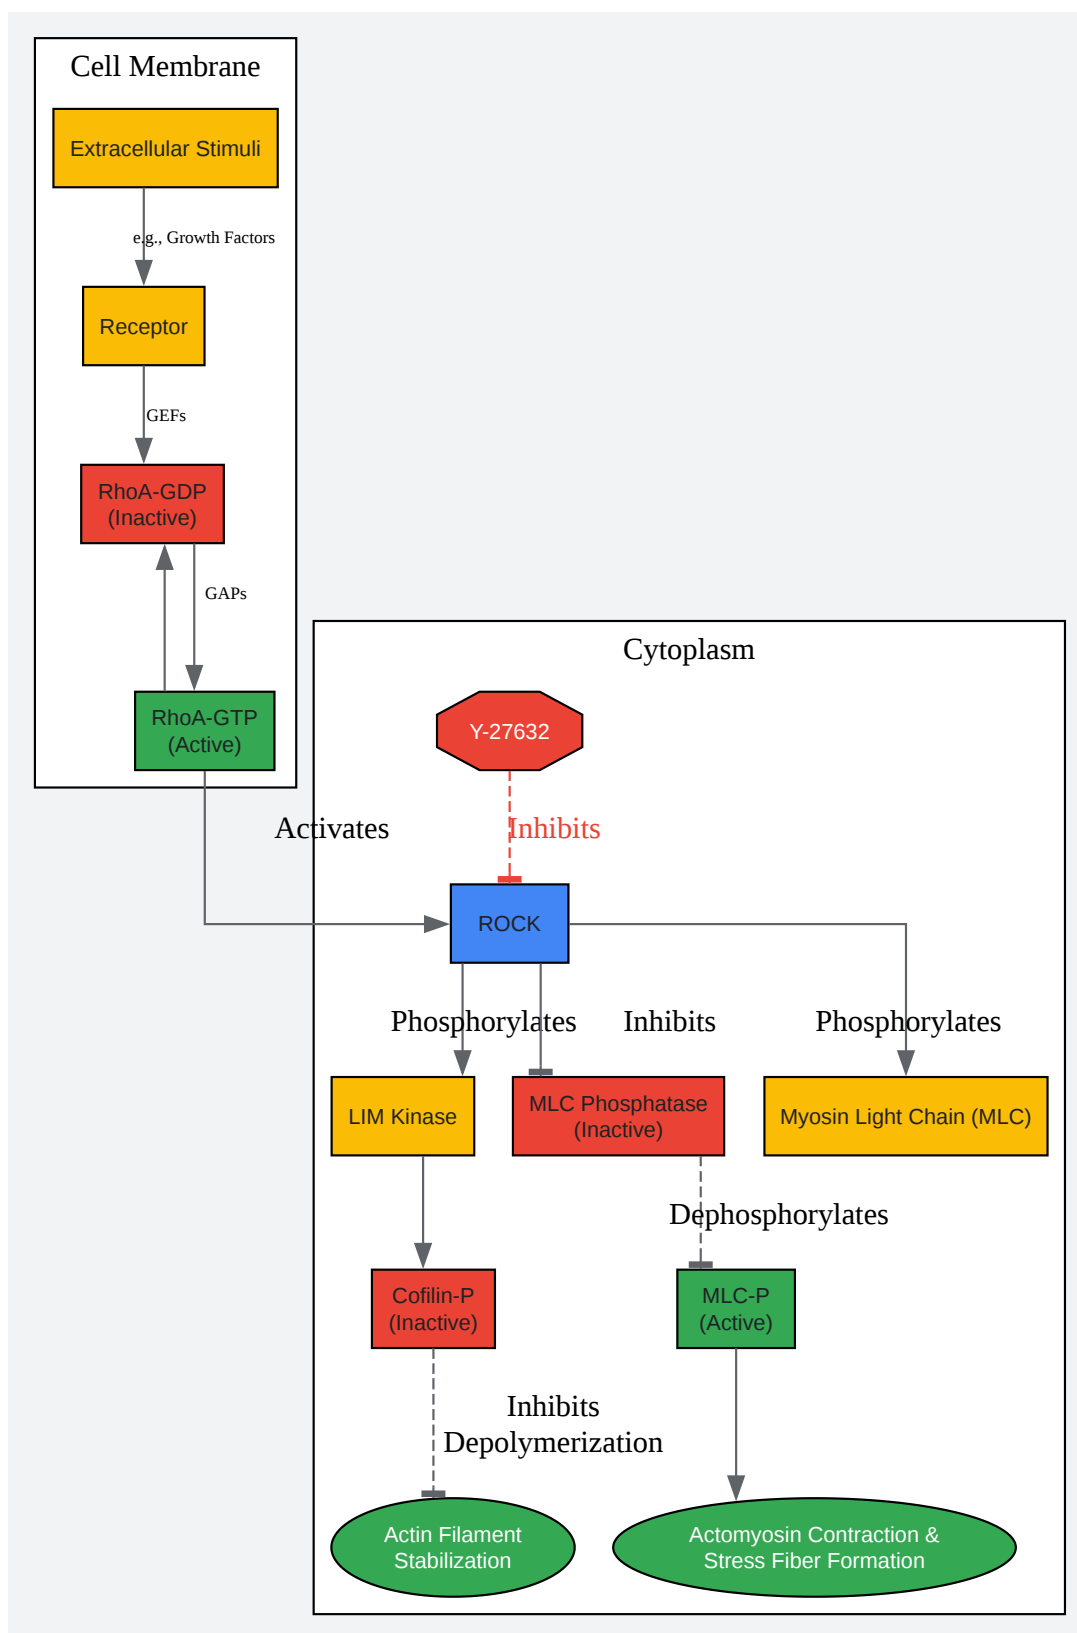 Cell Membrane
Extracellular Stimuli
e.g., Growth Factors
Receptor
GEFs
RhoA-GDP
(Inactive)
GAPs
RhoA-GTP
(Active)
Cytoplasm
Y-27632
Activates
Inhibits
ROCK
Phosphorylates
Inhibits
Phosphorylates
LIM Kinase
MLC Phosphatase
(Inactive)
Myosin Light Chain (MLC)
Dephosphorylates
Cofilin-P
(Inactive)
MLC-P
(Active)
Inhibits
Depolymerization
Actin Filament
Stabilization
Actomyosin Contraction &
Stress Fiber Formation